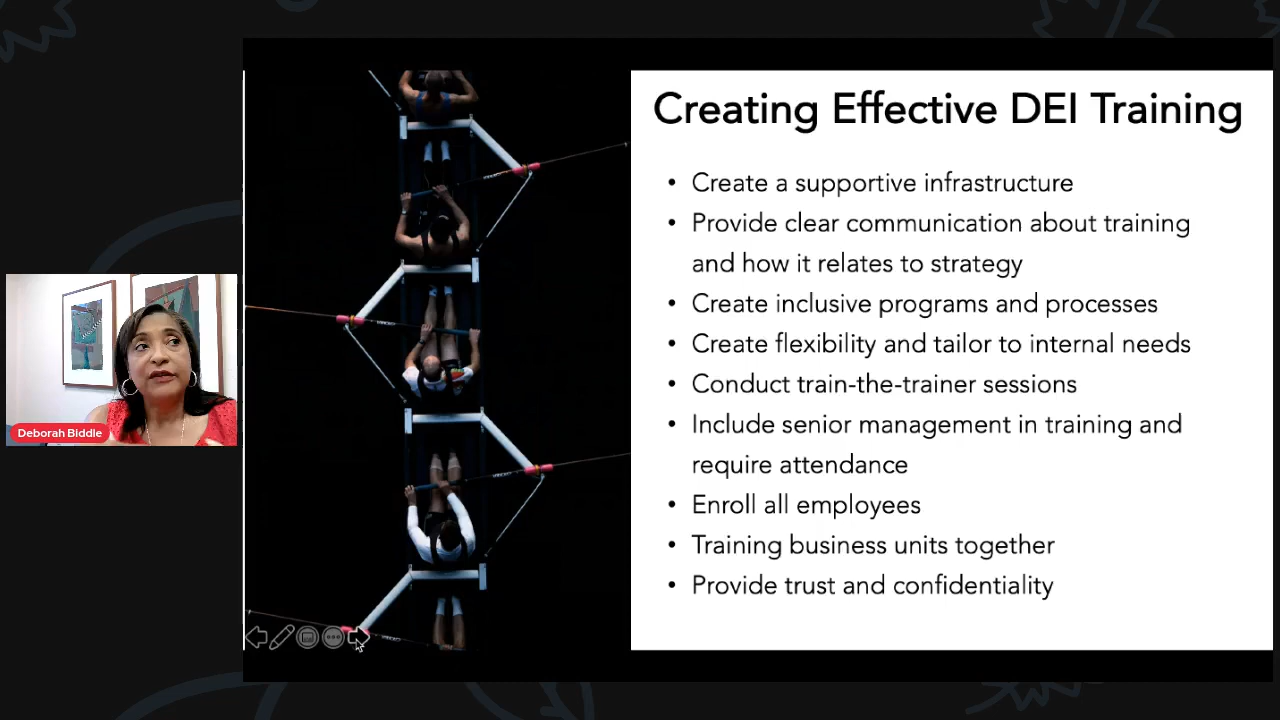 Creating Effective DEI Training
• Create a supportive infrastructure
• Provide clear communication about training
and how it relates to strategy
• Create inclusive programs and processes
• Create flexibility and tailor to internal needs
• Conduct train-the-trainer sessions
• Include senior management in training and
require attendance
• Enroll all employees
• Training business units together
• Provide trust and confidentiality
Deborah Biddle